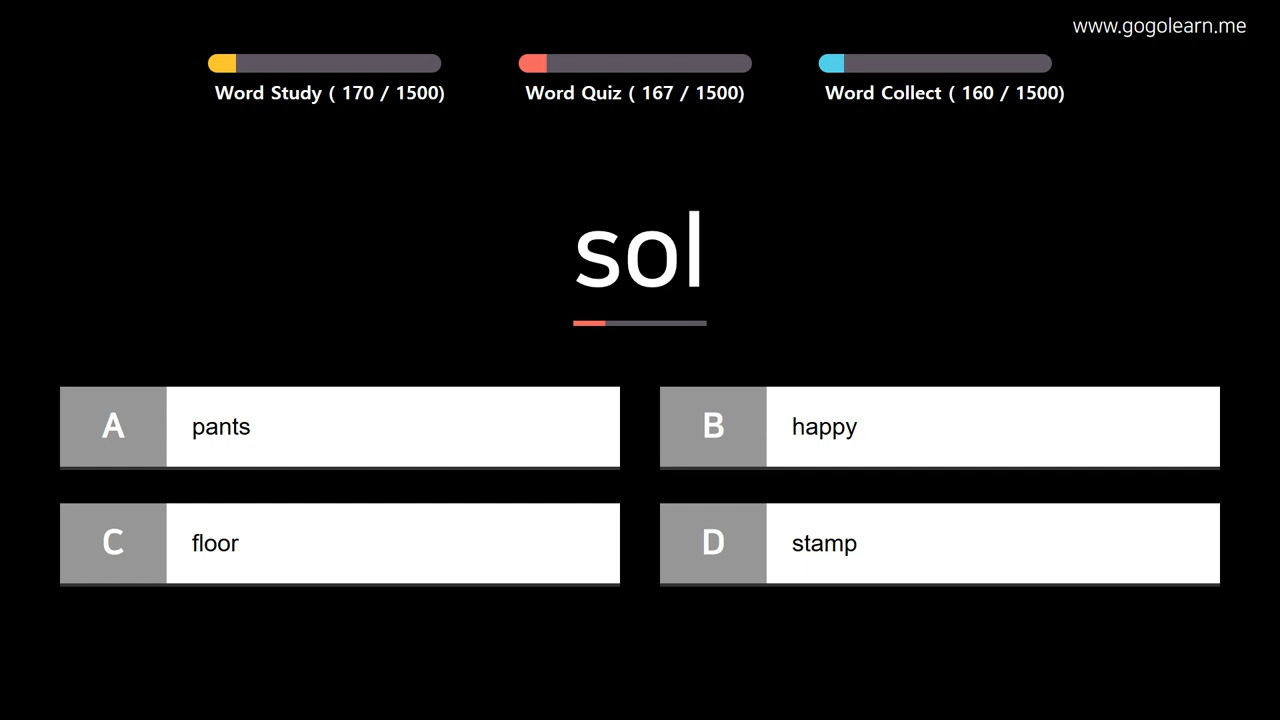 www.gogolearn.me
Word Study ( 170 / 1500)
Word Quiz ( 167 / 1500)
Word Collect ( 160 / 1500)
sol
A pants
B happy
C floor
D stamp